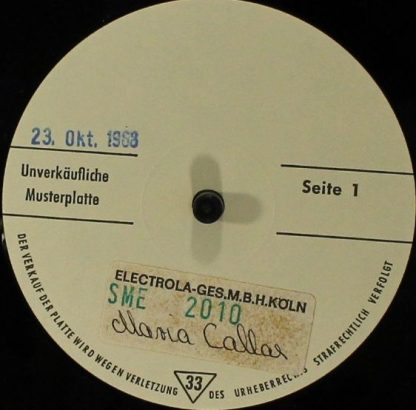 23. Okt. 1968
Unverkäufliche
Musterplatte
Seite 1
ELECTROLA-GES.M.B.H.KÖLN
SME 2010
Maria Callas
DER VERKAUF DER PLATTE WIRD WEGEN VERLETZUNG DES URHEBERRECHTS STRAFRECHTLICH VERFOLGT
33